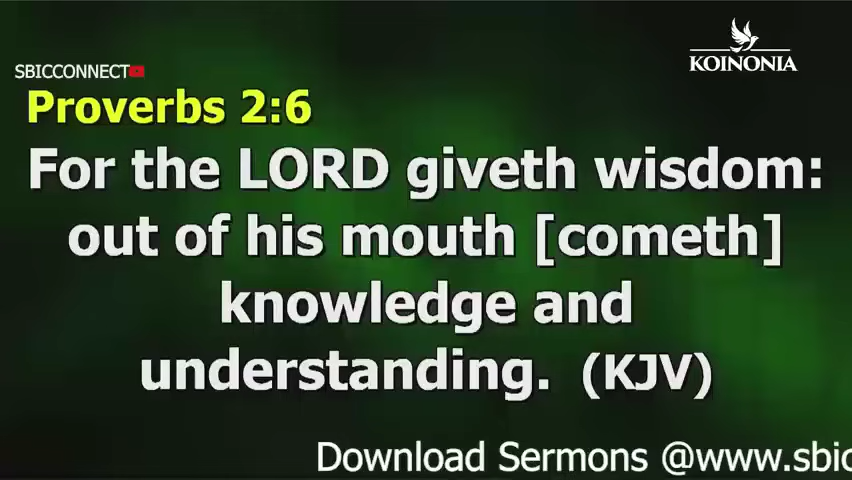 KOINONIA
SBICCONNECT
Proverbs 2:6
For the LORD giveth wisdom:
out of his mouth [cometh]
knowledge and
understanding. (KJV)
Download Sermons @www.sbic